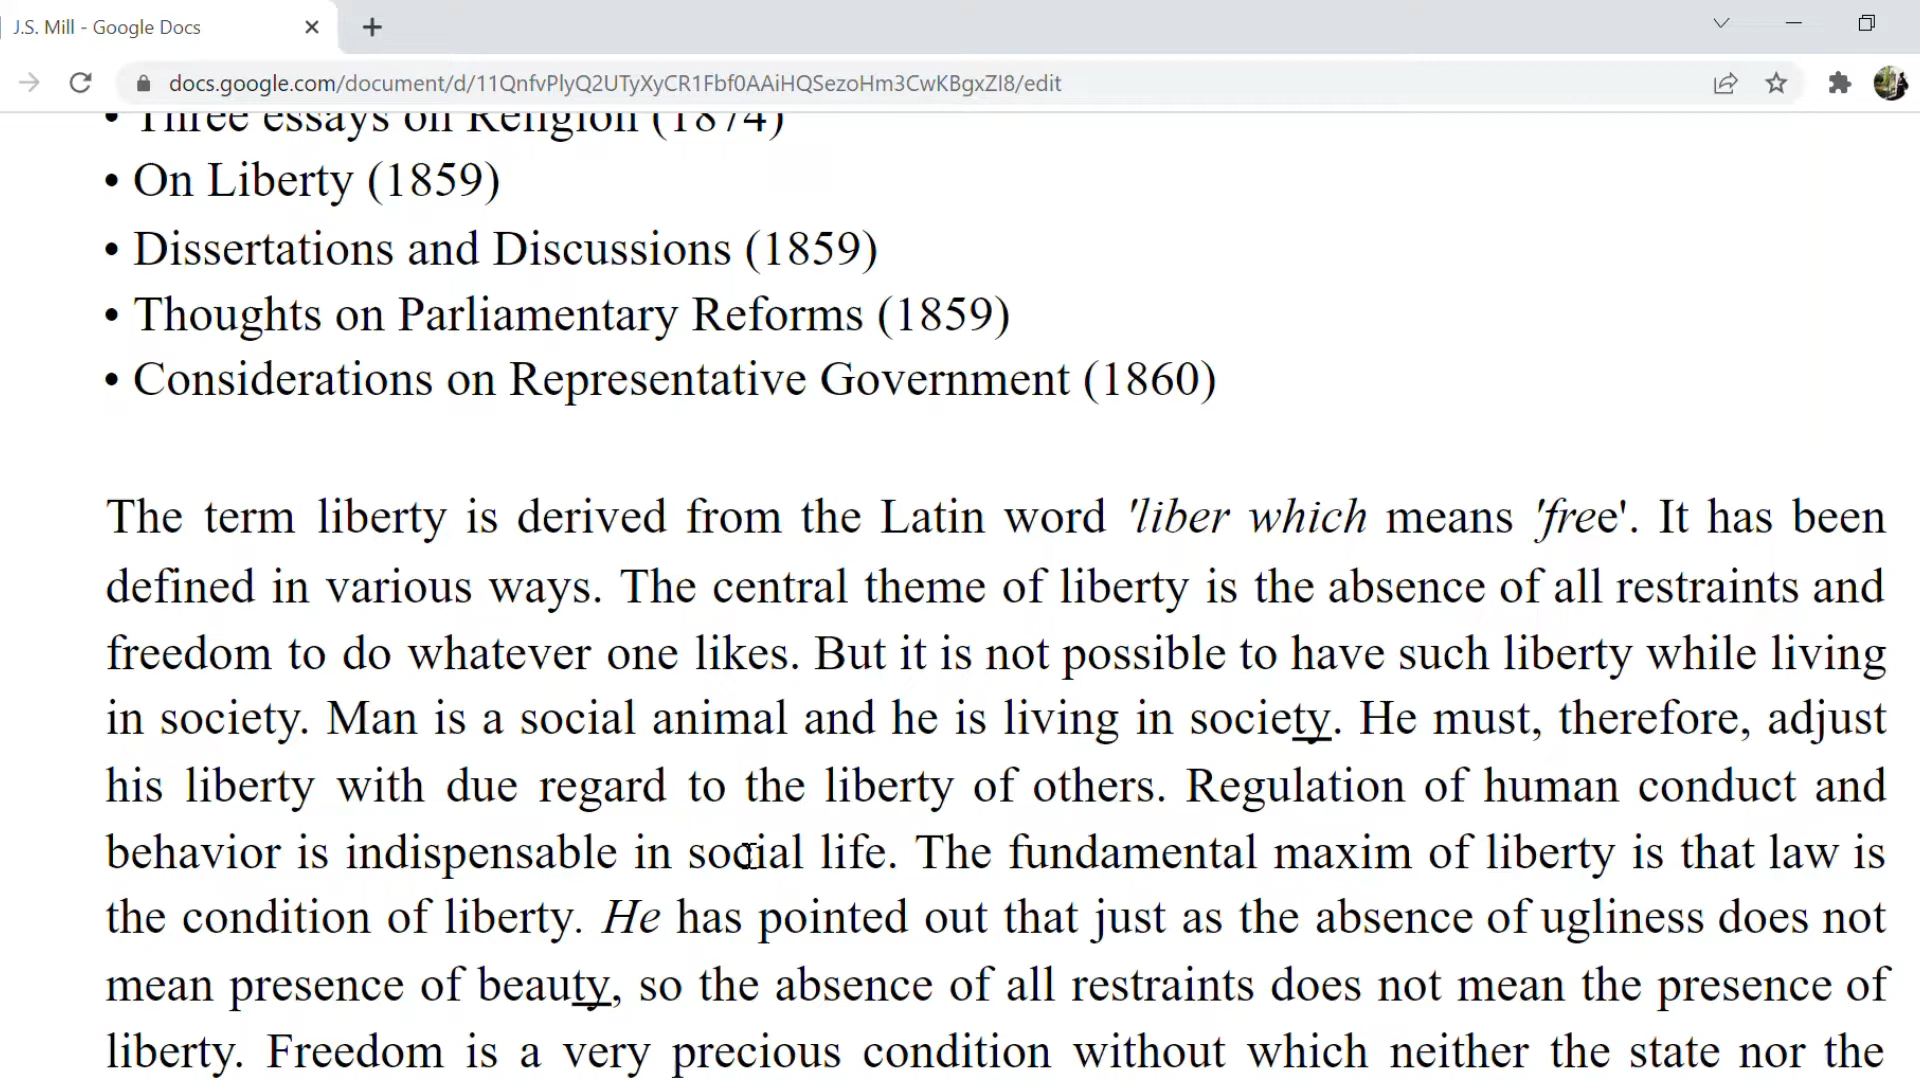 J.S. Mill - Google Docs
docs.google.com/document/d/11QnfvPlyQ2UTyXyCR1Fbf0AAiHQSezoHm3CwKBgxZI8/edit
• Three essays on Religion (1874)
• On Liberty (1859)
• Dissertations and Discussions (1859)
• Thoughts on Parliamentary Reforms (1859)
• Considerations on Representative Government (1860)
The term liberty is derived from the Latin word 'liber which means 'free'. It has been
defined in various ways. The central theme of liberty is the absence of all restraints and
freedom to do whatever one likes. But it is not possible to have such liberty while living
in society. Man is a social animal and he is living in society. He must, therefore, adjust
his liberty with due regard to the liberty of others. Regulation of human conduct and
behavior is indispensable in social life. The fundamental maxim of liberty is that law is
the condition of liberty. He has pointed out that just as the absence of ugliness does not
mean presence of beauty, so the absence of all restraints does not mean the presence of
liberty. Freedom is a very precious condition without which neither the state nor the